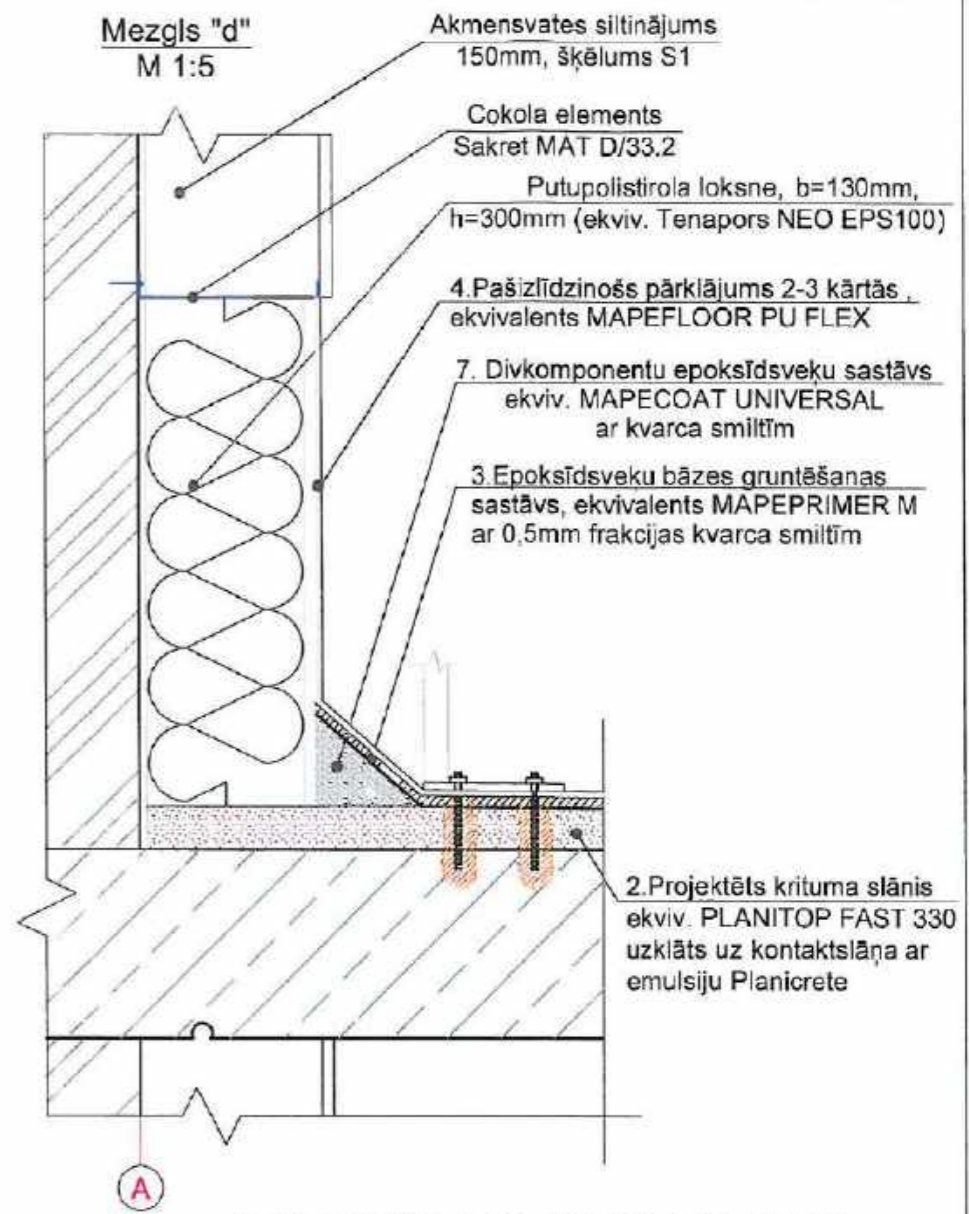 Mezgls "d"
M 1:5
Akmensvates siltinājums
150mm, šķēlums S1
Cokola elements
Sakret MAT D/33.2
Putupolistirola loksne, b=130mm,
h=300mm (ekviv. Tenapors NEO EPS100)
4.Pašizlīdzinošs pārklājums 2-3 kārtās ,
ekvivalents MAPEFLOOR PU FLEX
7. Divkomponentu epoksīdsveķu sastāvs
ekviv. MAPECOAT UNIVERSAL
ar kvarca smiltīm
3.Epoksīdsveķu bāzes gruntēšanas
sastāvs, ekvivalents MAPEPRIMER M
ar 0,5mm frakcijas kvarca smiltīm
2.Projektēts krituma slānis
ekviv. PLANITOP FAST 330
uzklāts uz kontaktslāņa ar
emulsiju Planicrete
A